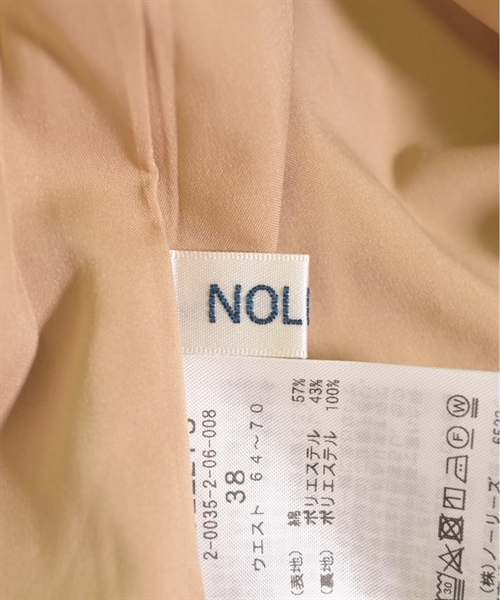 NOL
2-0035-2-06-008
38
ウエスト 64～70
(表地) 綿 57%
ポリエステル 43%
(裏地) ポリエステル 100%
(株)ノーリーズ